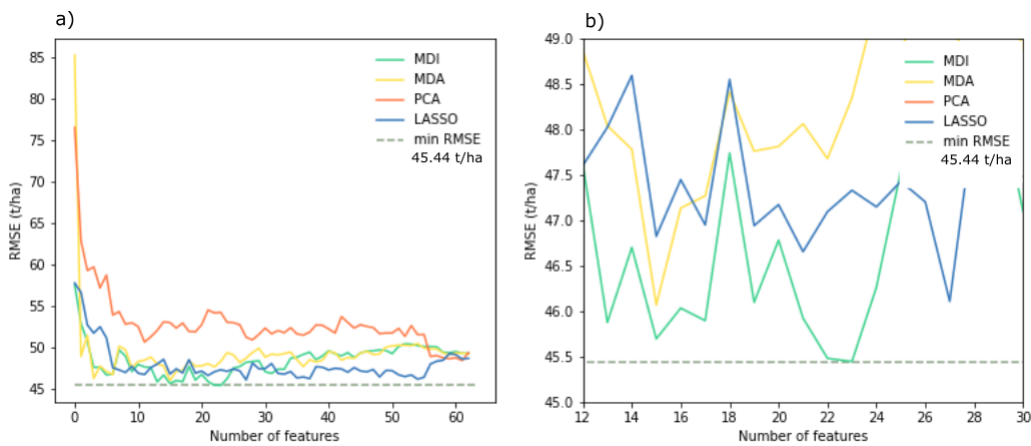 a)
RMSE (t/ha)
85
80
75
70
65
60
55
50
45
0
10
20
30
40
50
60
Number of features
MDI
MDA
PCA
LASSO
min RMSE
45.44 t/ha
b)
RMSE (t/ha)
49.0
48.5
48.0
47.5
47.0
46.5
46.0
45.5
45.0
12
14
16
18
20
22
24
26
28
30
Number of features
MDI
MDA
PCA
LASSO
min RMSE
45.44 t/ha